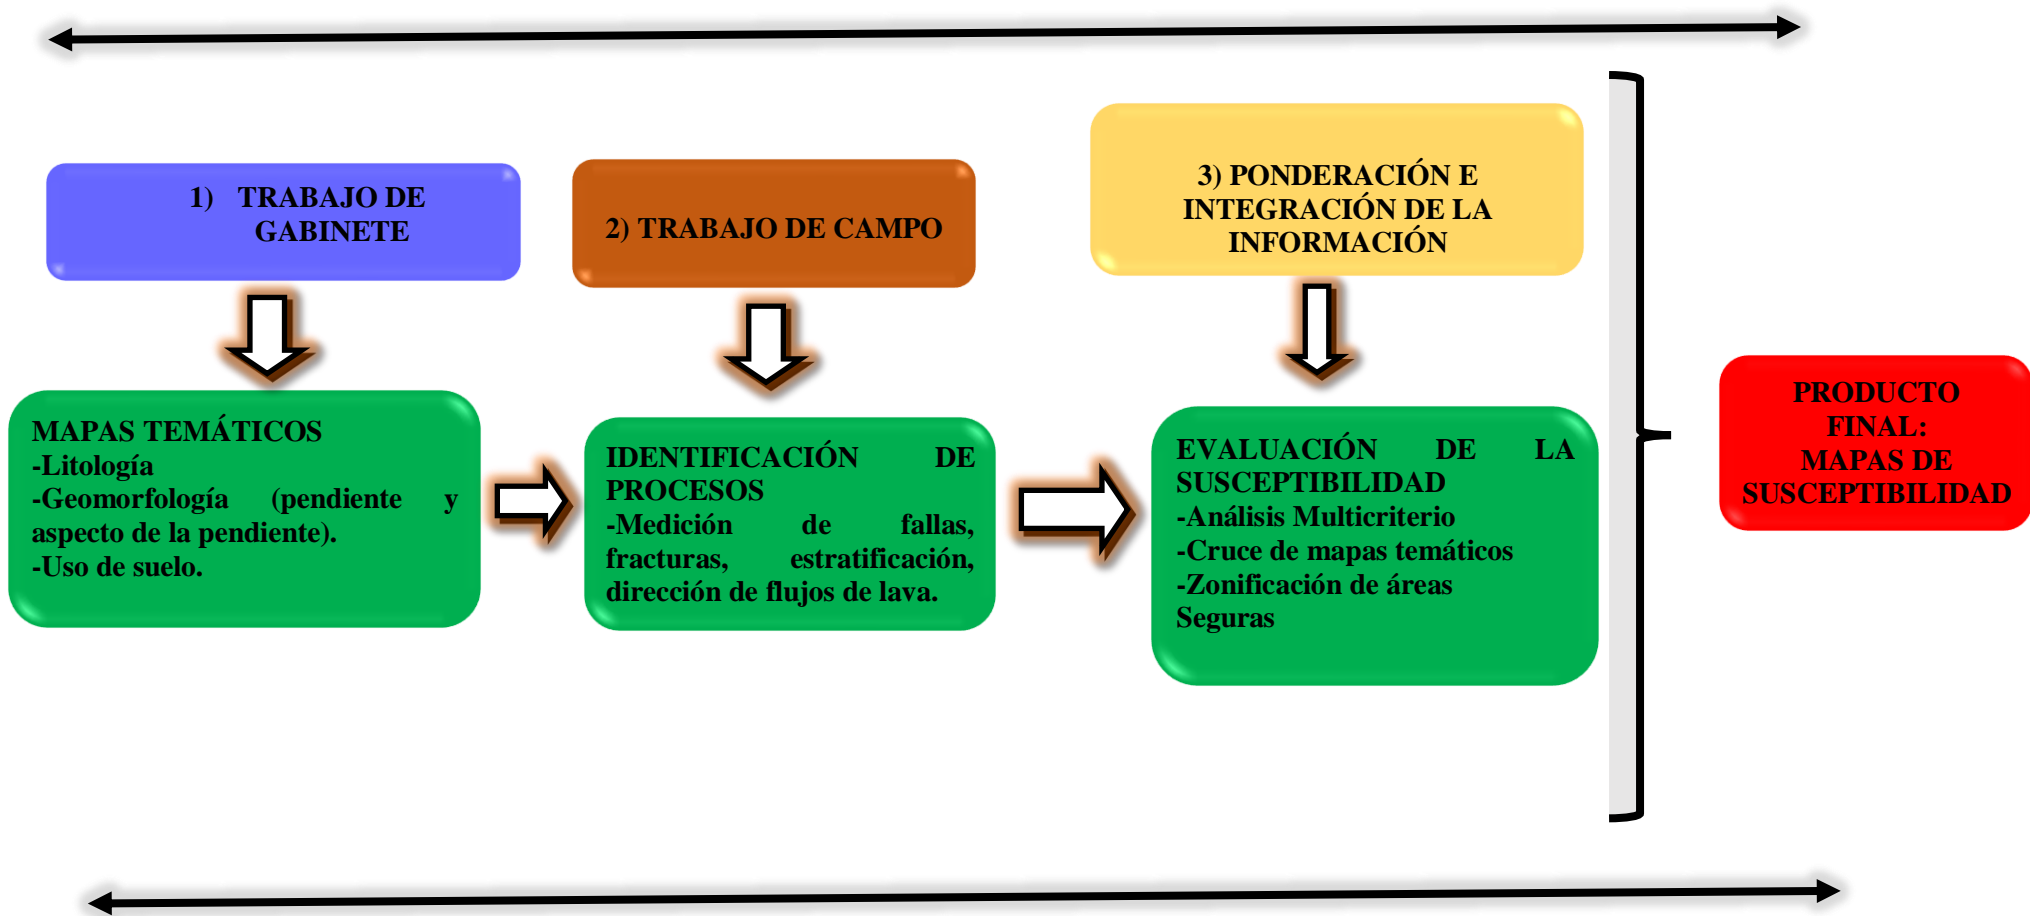 1) TRABAJO DE
GABINETE
2) TRABAJO DE CAMPO
3) PONDERACIÓN E
INTEGRACIÓN DE LA
INFORMACIÓN
MAPAS TEMÁTICOS
-Litología
-Geomorfología (pendiente y
aspecto de la pendiente).
-Uso de suelo.
IDENTIFICACIÓN DE
PROCESOS
-Medición de fallas,
fracturas, estratificación,
dirección de flujos de lava.
EVALUACIÓN DE LA
SUSCEPTIBILIDAD
-Análisis Multicriterio
-Cruce de mapas temáticos
-Zonificación de áreas
Seguras
PRODUCTO
FINAL:
MAPAS DE
SUSCEPTIBILIDAD